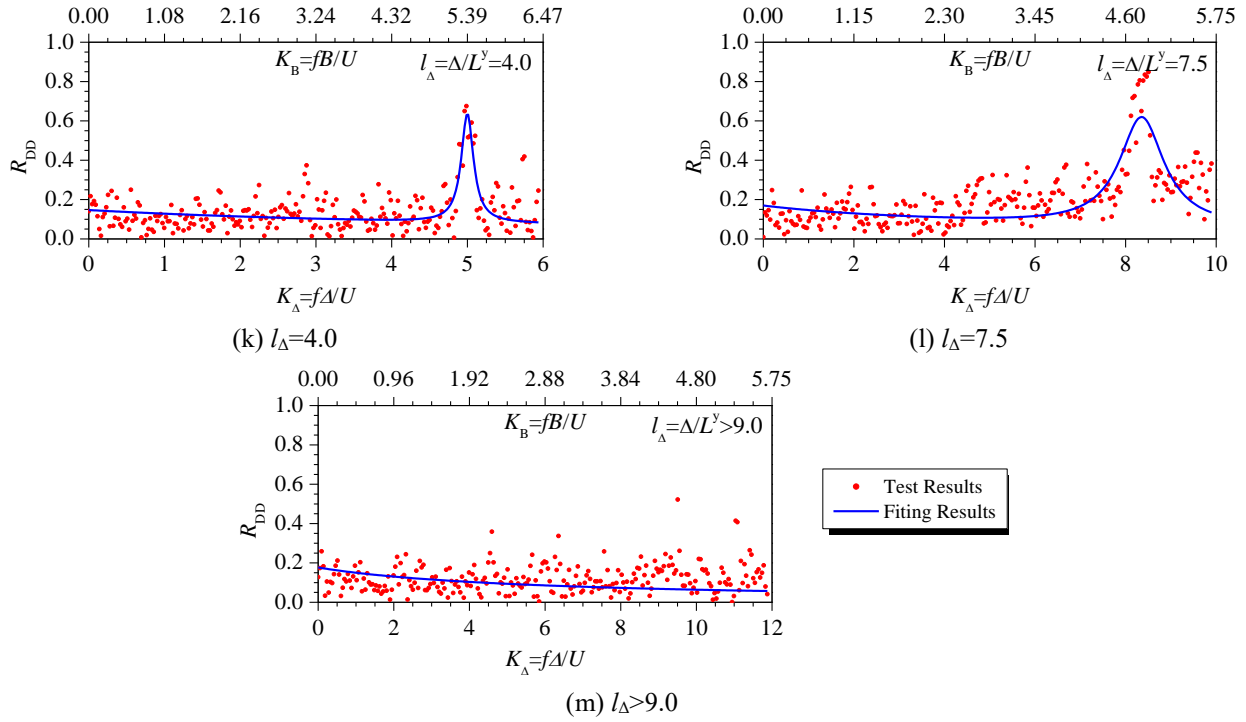 0.00 1.08 2.16 3.24 4.32 5.39 6.47
1.0
0.8
0.6
0.4
0.2
0.0
R_DD
K_B=fB/U
l_Δ=Δ/L^y=4.0
0 1 2 3 4 5 6
K_Δ=fΔ/U
(k) l_Δ=4.0
0.00 1.15 2.30 3.45 4.60 5.75
1.0
0.8
0.6
0.4
0.2
0.0
R_DD
K_B=fB/U
l_Δ=Δ/L^y=7.5
0 2 4 6 8 10
K_Δ=fΔ/U
(l) l_Δ=7.5
0.00 0.96 1.92 2.88 3.84 4.80 5.75
1.0
0.8
0.6
0.4
0.2
0.0
R_DD
K_B=fB/U
l_Δ=Δ/L^y>9.0
0 2 4 6 8 10 12
K_Δ=fΔ/U
(m) l_Δ>9.0
Test Results
Fiting Results